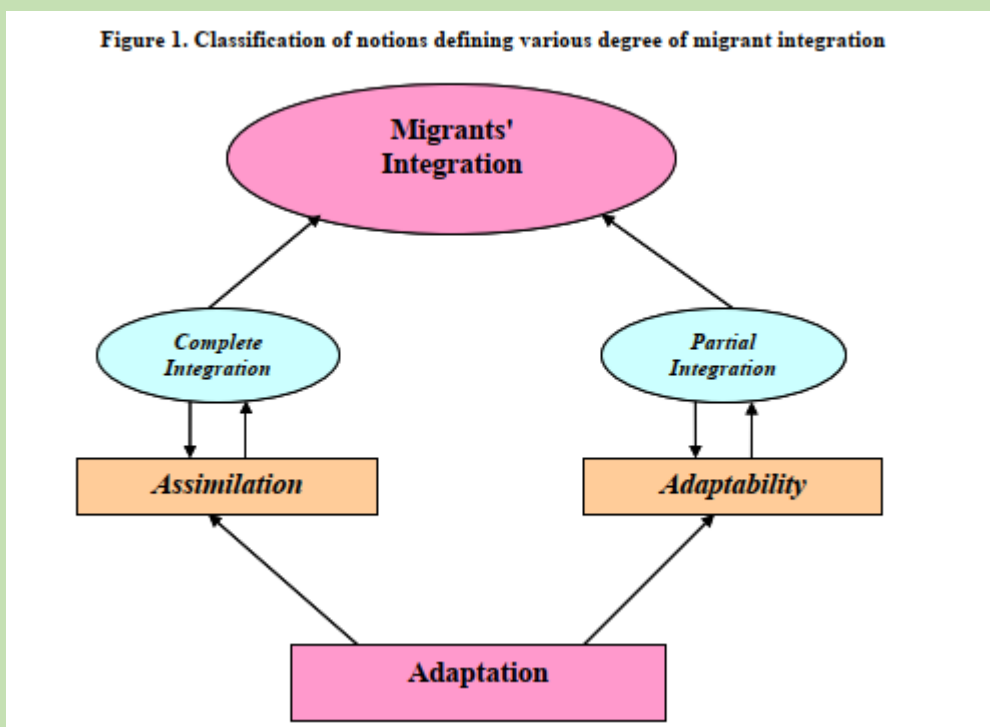 Figure 1. Classification of notions defining various degree of migrant integration
Migrants'
Integration
Complete
Integration
Partial
Integration
Assimilation
Adaptability
Adaptation